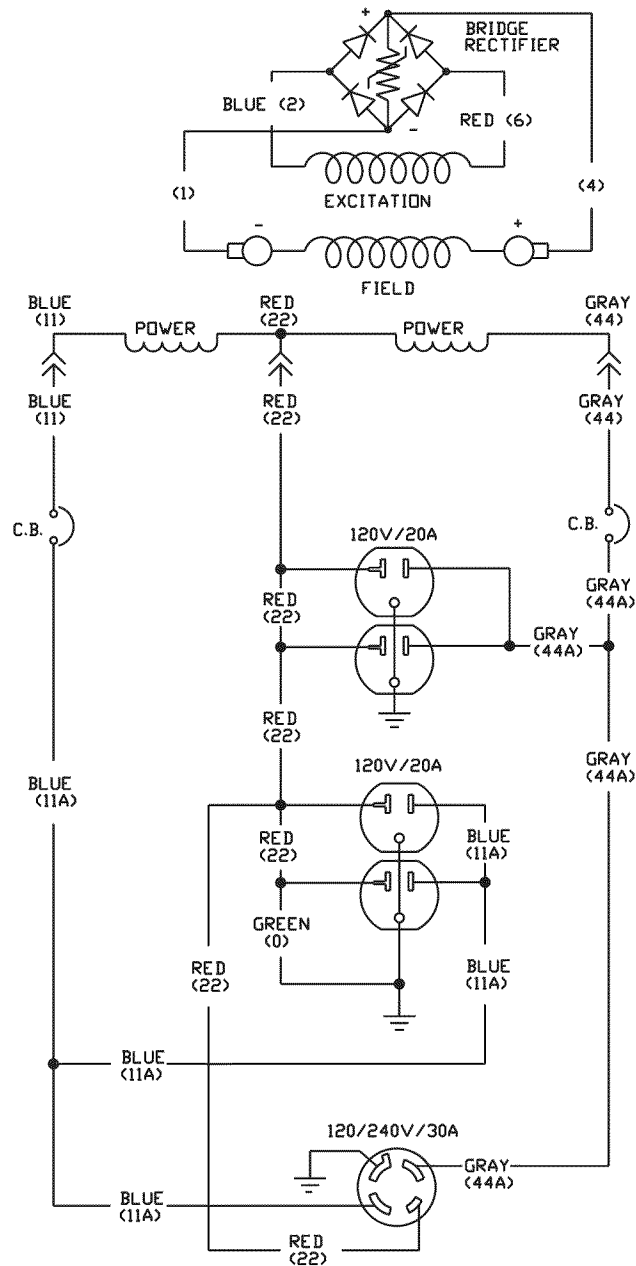 +
BRIDGE
RECTIFIER
BLUE (2)
-
RED (6)
(1)
EXCITATION
(4)
-
+
FIELD
BLUE
(11)
POWER
RED
(22)
POWER
GRAY
(44)
BLUE
(11)
RED
(22)
GRAY
(44)
C.B.
C.B.
120V/20A
RED
(22)
GRAY
(44A)
GRAY
(44A)
RED
(22)
120V/20A
GRAY
(44A)
BLUE
(11A)
RED
(22)
BLUE
(11A)
GREEN
(0)
RED
(22)
BLUE
(11A)
BLUE
(11A)
120/240V/30A
GRAY
(44A)
BLUE
(11A)
RED
(22)